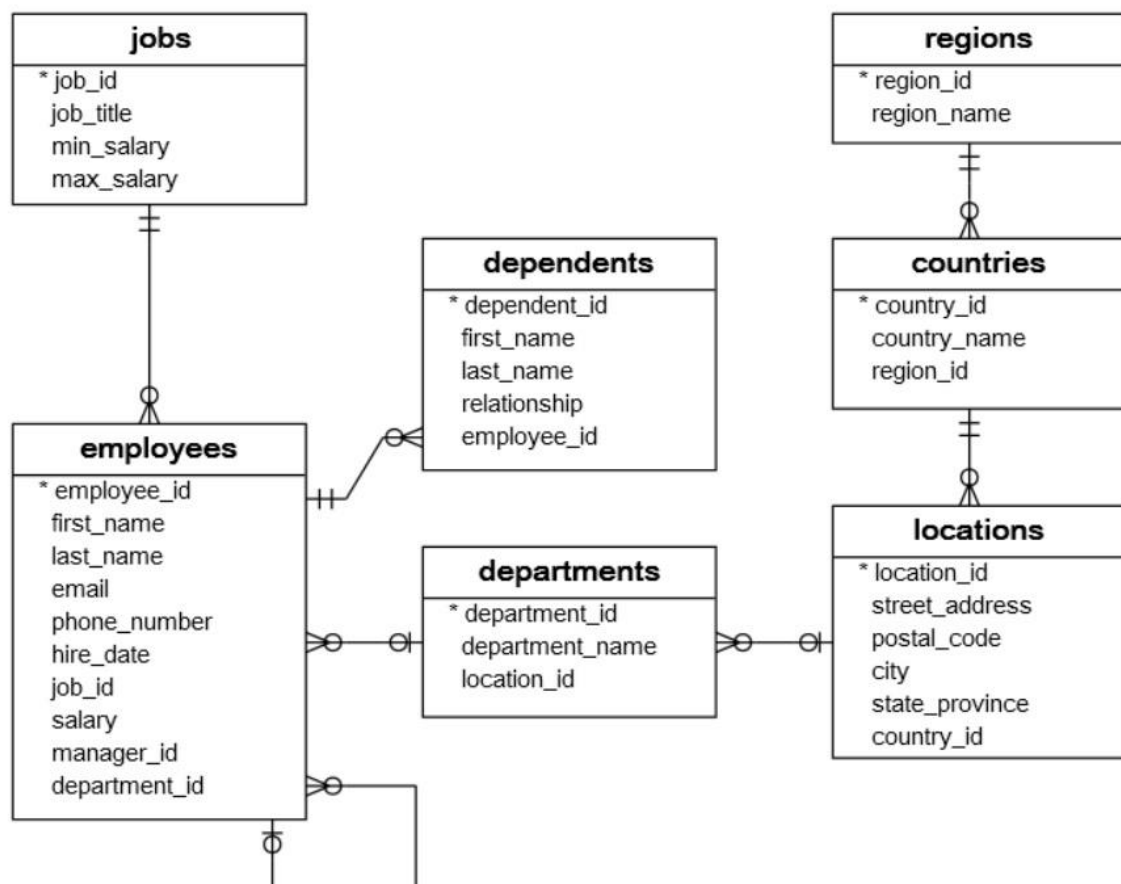 jobs
* job_id
job_title
min_salary
max_salary
regions
* region_id
region_name
dependents
* dependent_id
first_name
last_name
relationship
employee_id
countries
* country_id
country_name
region_id
employees
* employee_id
first_name
last_name
email
phone_number
hire_date
job_id
salary
manager_id
department_id
departments
* department_id
department_name
location_id
locations
* location_id
street_address
postal_code
city
state_province
country_id